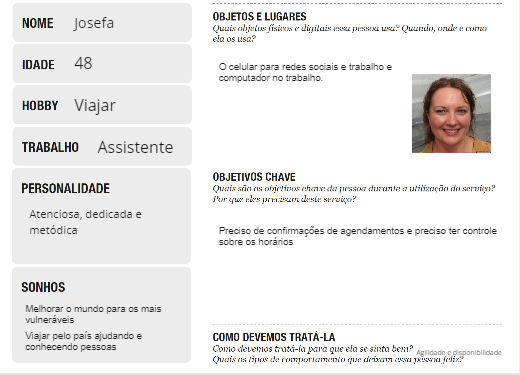 NOME Josefa
IDADE 48
HOBBY Viajar
TRABALHO Assistente
PERSONALIDADE
Atenciosa, dedicada e
metódica
SONHOS
Melhorar o mundo para os mais
vulneráveis
Viajar pelo país ajudando e
conhecendo pessoas
OBJETOS E LUGARES
Quais objetos físicos e digitais essa pessoa usa? Quando, onde e como
ela os usa?
O celular para redes sociais e trabalho e
computador no trabalho.
OBJETIVOS CHAVE
Quais são os objetivos chave da pessoa durante a utilização do serviço?
Por que eles precisam deste serviço?
Preciso de confirmações de agendamentos e preciso ter controle
sobre os horários
COMO DEVEMOS TRATÁ-LA
Como devemos tratá-la para que ela se sinta bem?
Agilidade e disponibilidade
Quais os tipos de comportamento que deixam essa pessoa feliz?